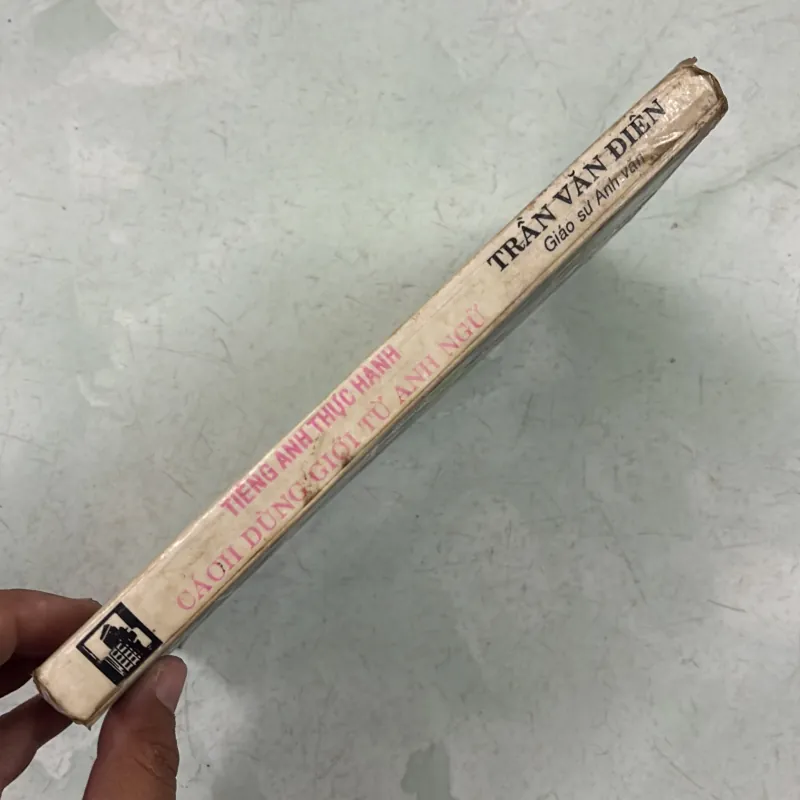 TRẦN VĂN ĐIỀN
Giáo sư Anh văn
TIẾNG ANH THỰC HÀNH
CÁCH DÙNG GIỚI TỪ ANH NGỮ